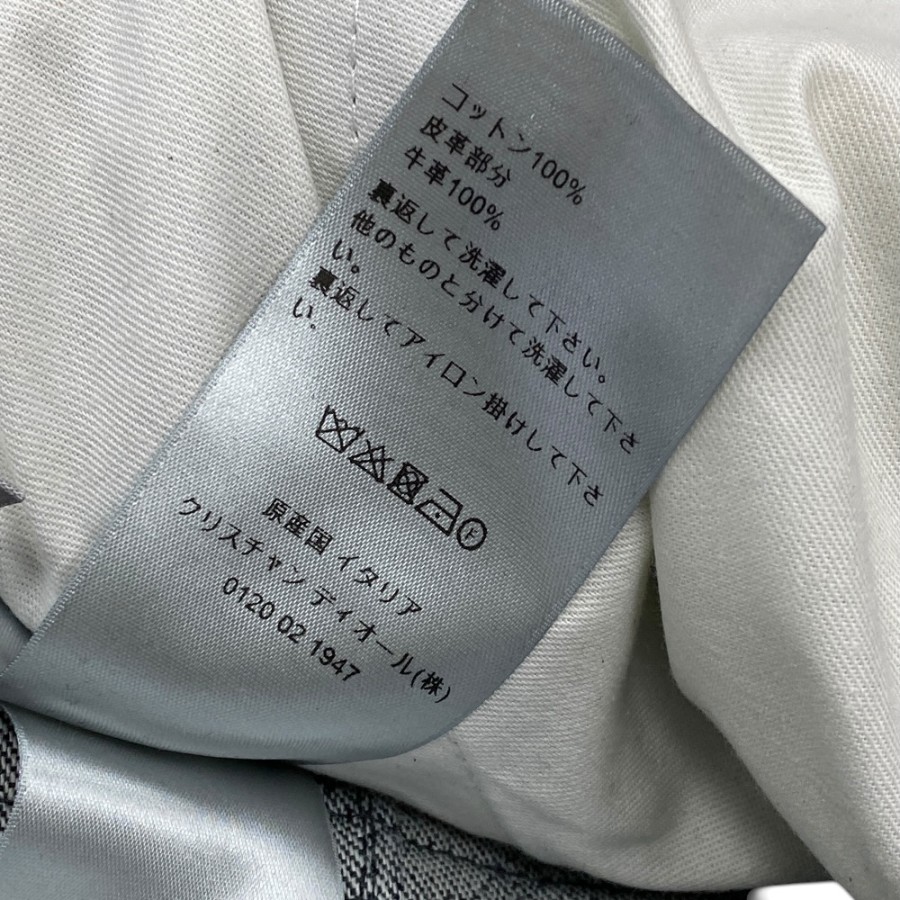 コットン100%
皮革部分
牛革100%
裏返して洗濯して下さい。
他のものと分けて洗濯して下さ
い。
裏返してアイロン掛けして下さ
い。
F
原産国 イタリア
クリスチャン ディオール(株)
0120 02 1947